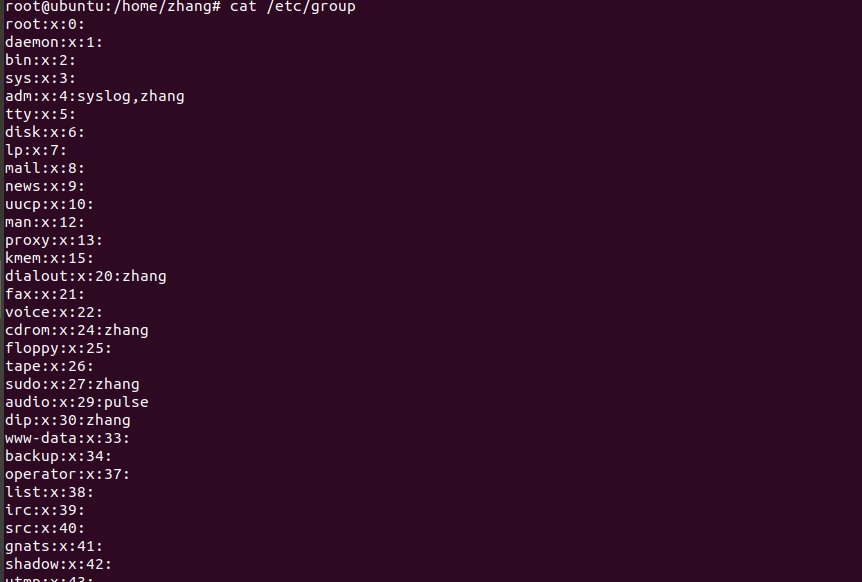 root@ubuntu:/home/zhang# cat /etc/group
root:x:0:
daemon:x:1:
bin:x:2:
sys:x:3:
adm:x:4:syslog,zhang
tty:x:5:
disk:x:6:
lp:x:7:
mail:x:8:
news:x:9:
uucp:x:10:
man:x:12:
proxy:x:13:
kmem:x:15:
dialout:x:20:zhang
fax:x:21:
voice:x:22:
cdrom:x:24:zhang
floppy:x:25:
tape:x:26:
sudo:x:27:zhang
audio:x:29:pulse
dip:x:30:zhang
www-data:x:33:
backup:x:34:
operator:x:37:
list:x:38:
irc:x:39:
src:x:40:
gnats:x:41:
shadow:x:42:
utmp:x:43: